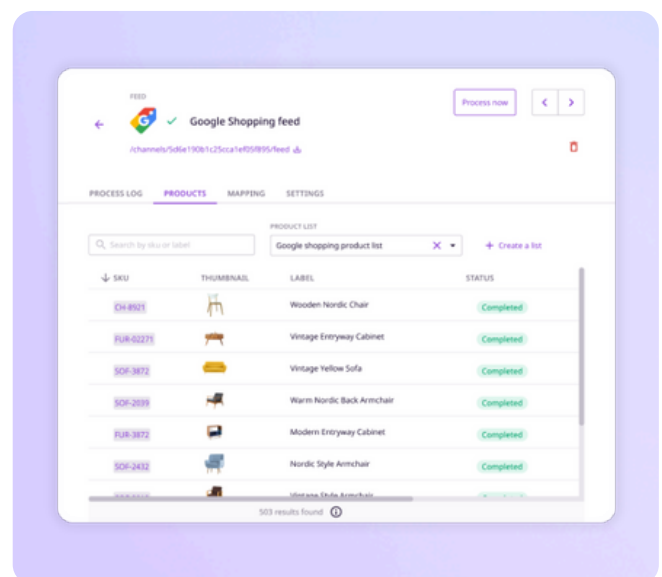 FEED
G
Google Shopping feed
Process now
/channels/5d6e190b1c25cca1ef05f895/feed
PROCESS LOG PRODUCTS MAPPING SETTINGS
PRODUCT LIST
Search by sku or label
Google shopping product list
+ Create a list
SKU THUMBNAIL LABEL STATUS
CH-8921 Wooden Nordic Chair Completed
FUR-02271 Vintage Entryway Cabinet Completed
SOF-3872 Vintage Yellow Sofa Completed
SOF-2039 Warm Nordic Back Armchair Completed
FUR-3872 Modern Entryway Cabinet Completed
SOF-2432 Nordic Style Armchair Completed
Vintage Style Armchair
503 results found